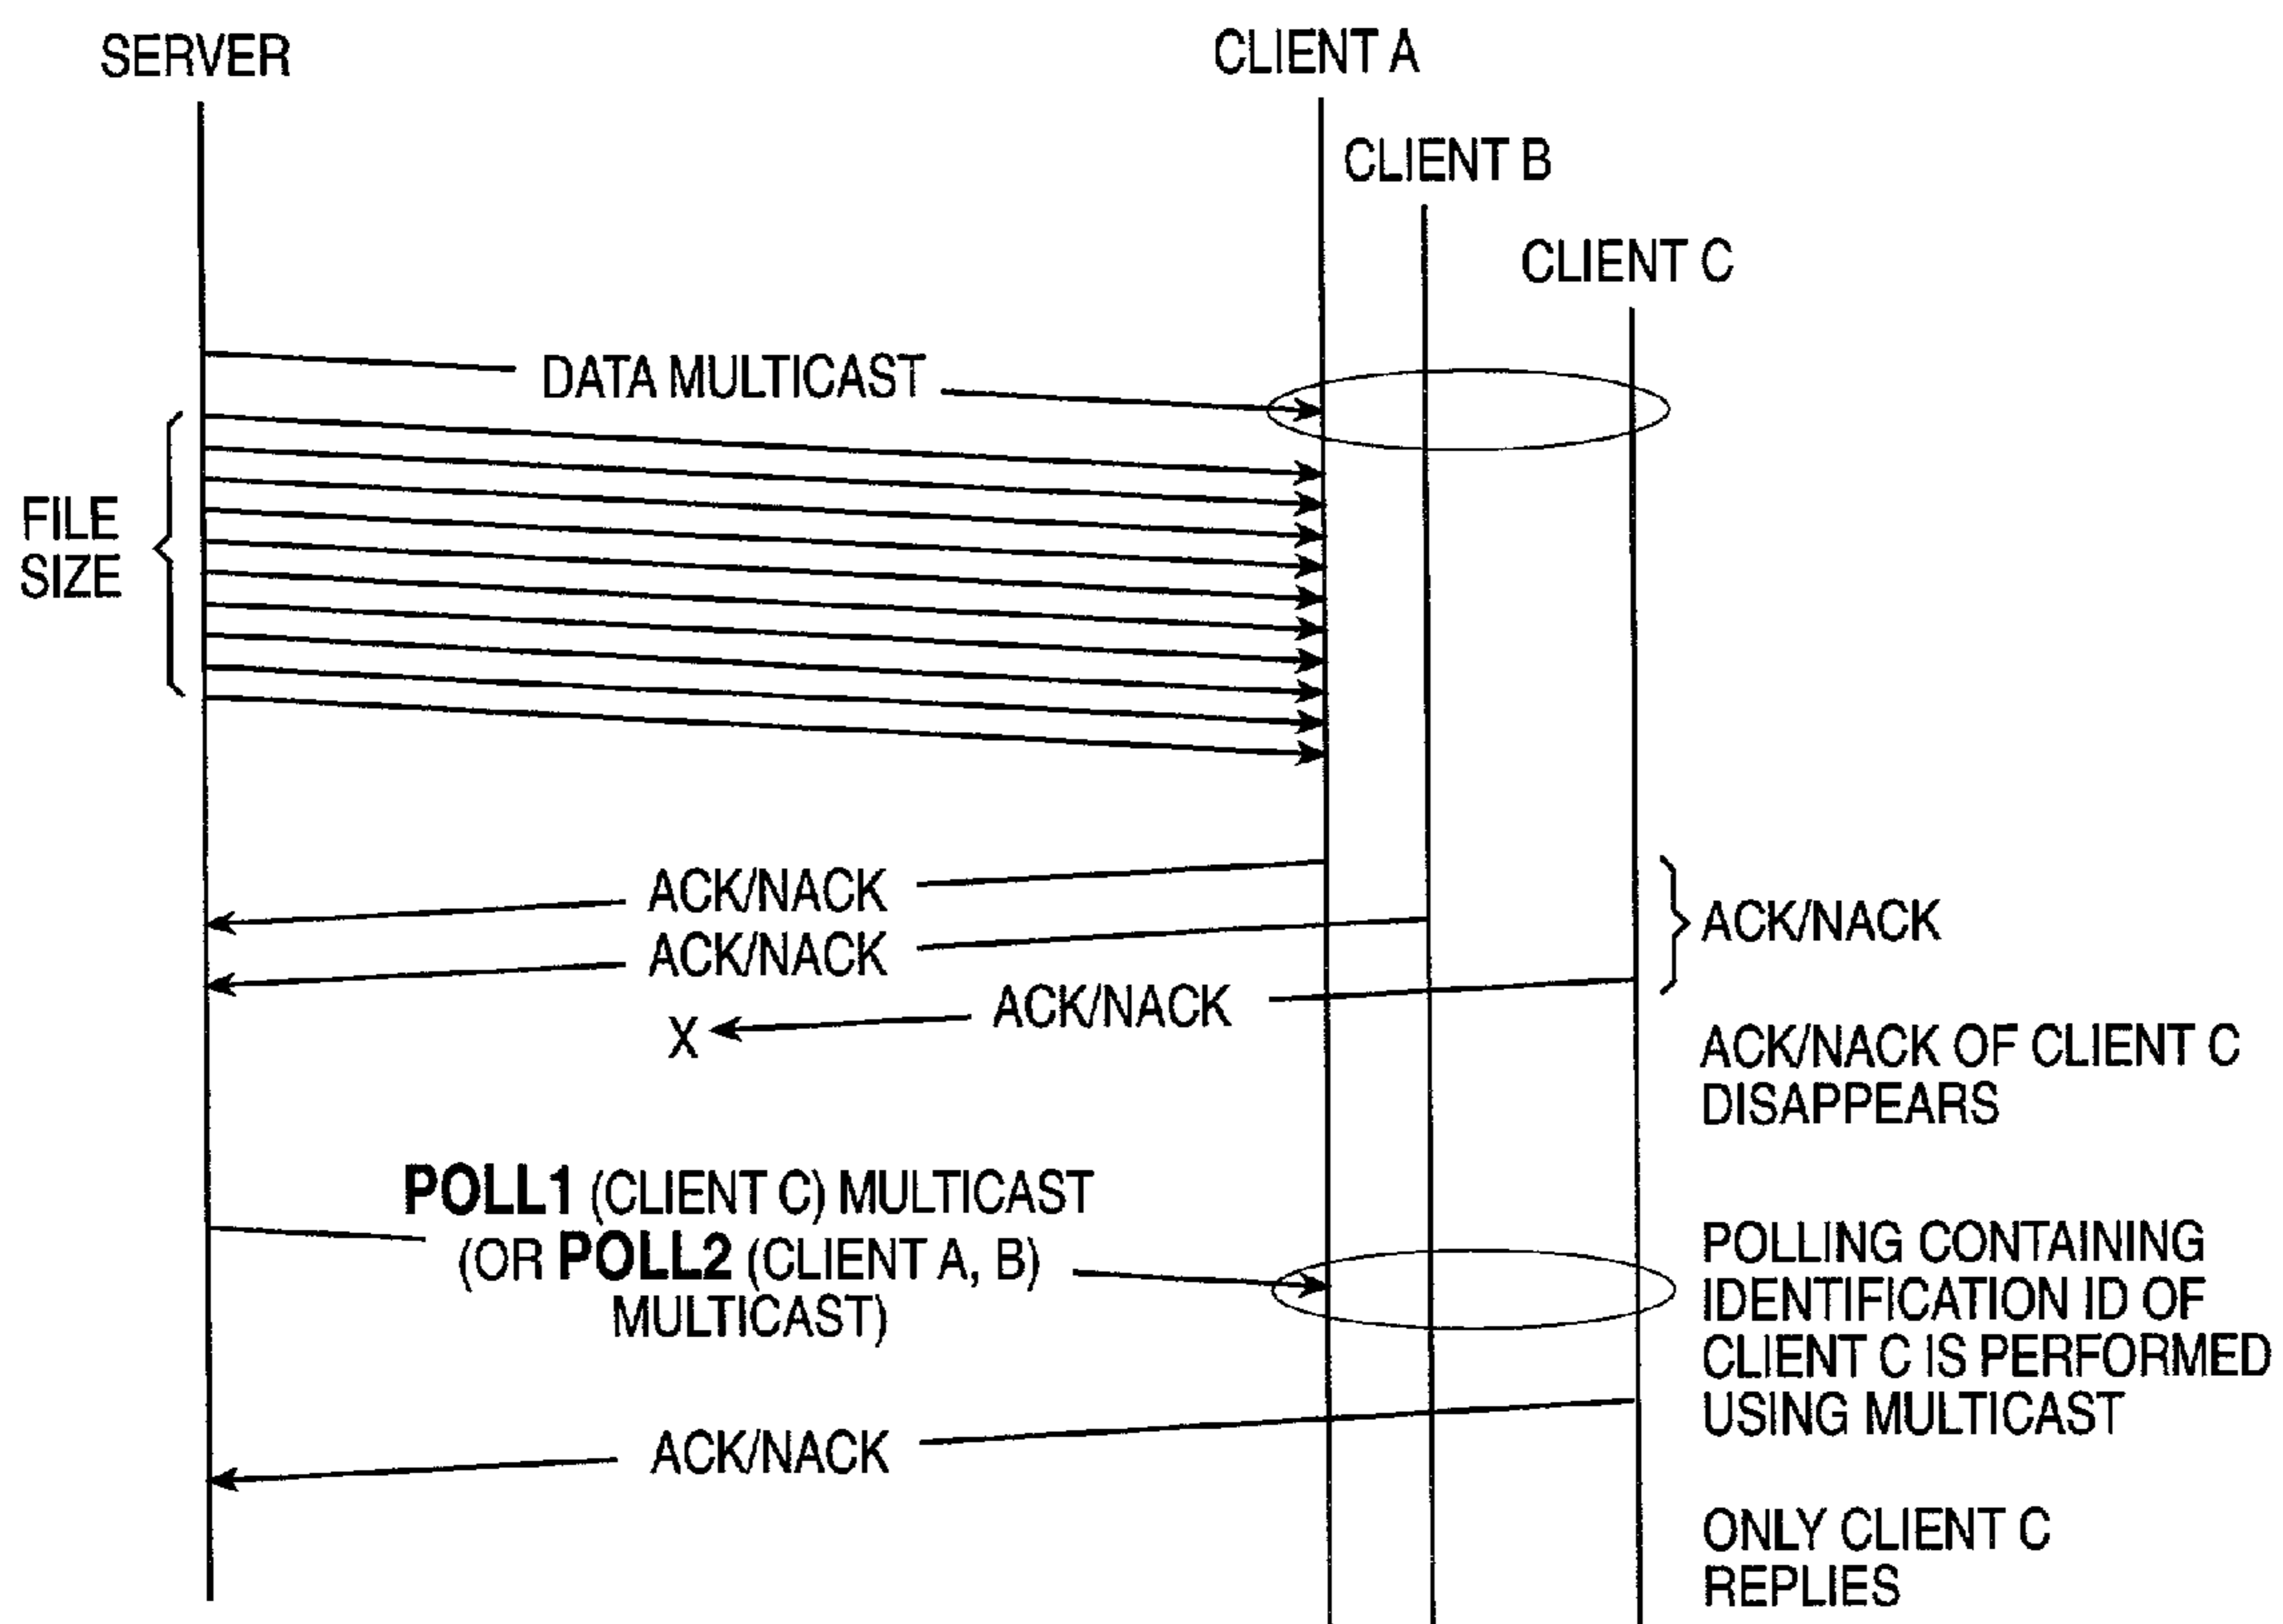 SERVER
CLIENT A
CLIENT B
CLIENT C
DATA MULTICAST
FILE
SIZE
ACK/NACK
ACK/NACK
ACK/NACK
ACK/NACK
X
ACK/NACK OF CLIENT C
DISAPPEARS
POLL1 (CLIENT C) MULTICAST
(OR POLL2 (CLIENT A, B)
MULTICAST)
POLLING CONTAINING
IDENTIFICATION ID OF
CLIENT C IS PERFORMED
USING MULTICAST
ACK/NACK
ONLY CLIENT C
REPLIES